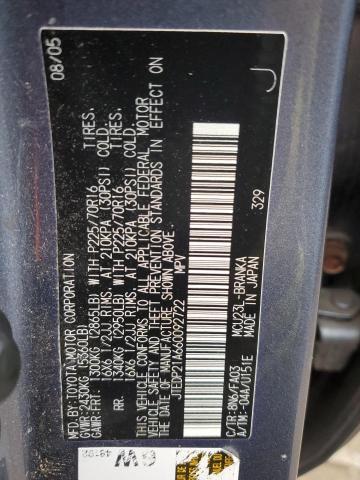 MFD.BY:TOYOTA MOTOR CORPORATION 08/05
GVWR:2430KG (5360LB)
GAWR:FRT. 1300KG (2865LB) WITH P225/70R16 TIRES.
16X6 1/2JJ RIMS, AT 210KPA (30PSI) COLD.
RR. 1340KG (2950LB) WITH P225/70R16 TIRES.
16X6 1/2JJ RIMS, AT 210KPA (30PSI) COLD.
THIS VEHICLE CONFORMS TO ALL APPLICABLE FEDERAL MOTOR
VEHICLE SAFETY AND THEFT PREVENTION STANDARDS IN EFFECT ON
THE DATE OF MANUFACTURE SHOWN ABOVE.
JTEDP21A660092722 MPV
C/TR:8N6/FA03 MCU23L-BRANKA 329
A/TM:-04A/U151E MADE IN JAPAN
J